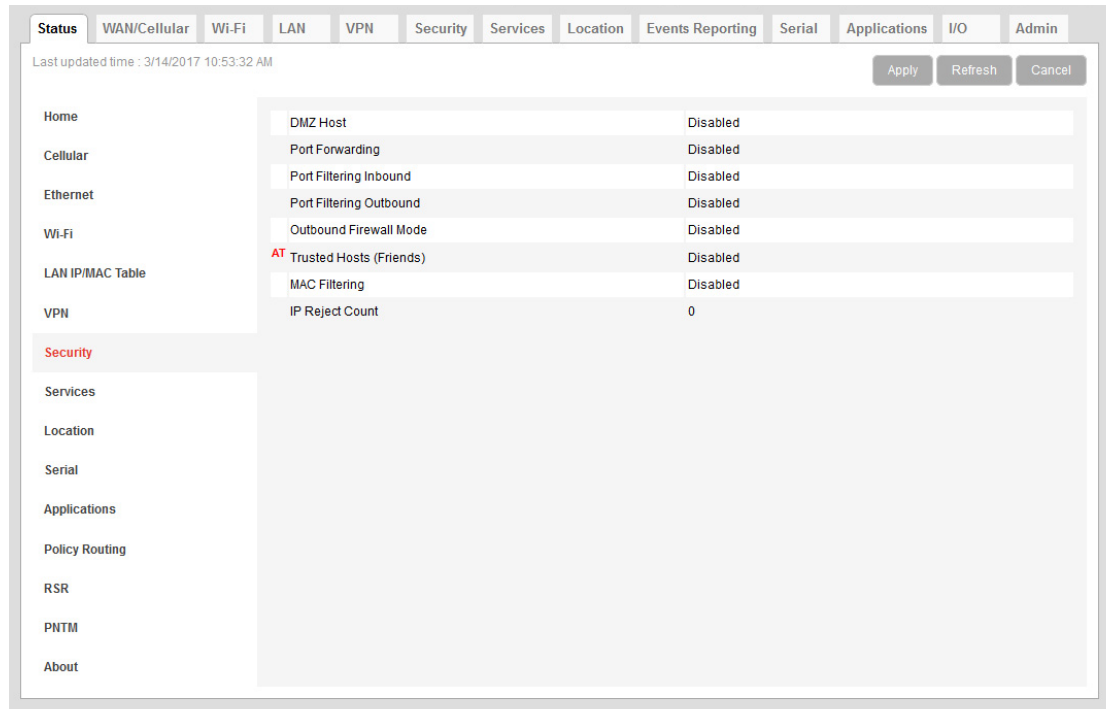 Status WAN/Cellular Wi-Fi LAN VPN Security Services Location Events Reporting Serial Applications I/O Admin
Last updated time : 3/14/2017 10:53:32 AM
Apply Refresh Cancel
Home
Cellular
Ethernet
Wi-Fi
LAN IP/MAC Table
VPN
Security
Services
Location
Serial
Applications
Policy Routing
RSR
PNTM
About
DMZ Host Disabled
Port Forwarding Disabled
Port Filtering Inbound Disabled
Port Filtering Outbound Disabled
Outbound Firewall Mode Disabled
AT Trusted Hosts (Friends) Disabled
MAC Filtering Disabled
IP Reject Count 0